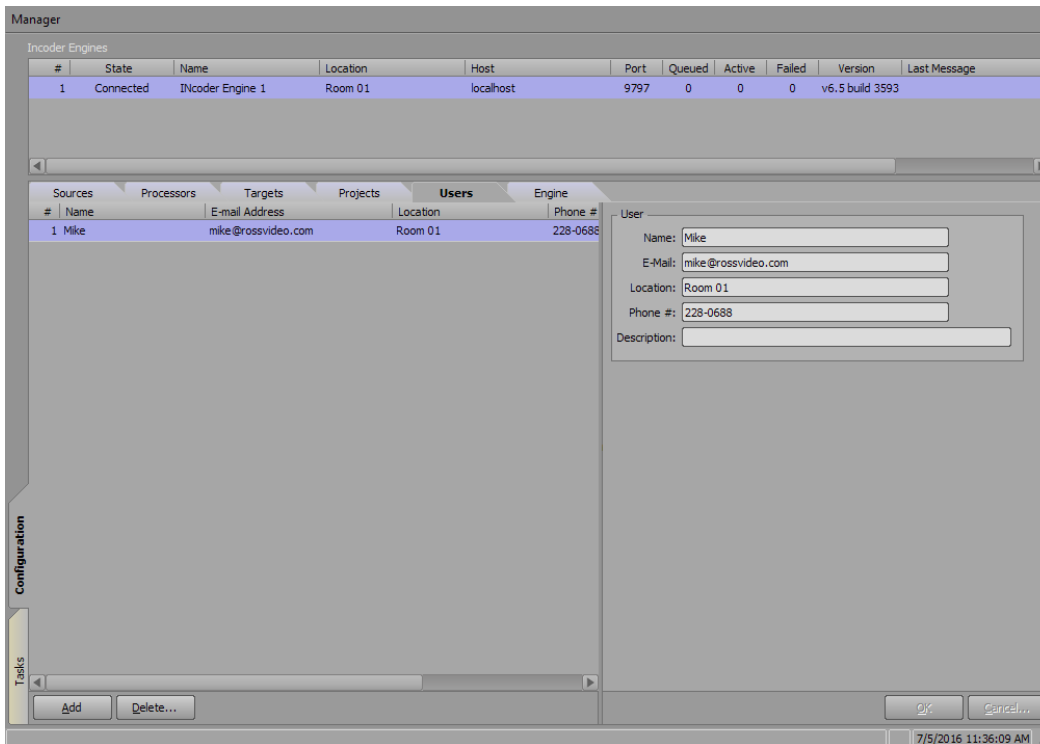 Manager
Incoder Engines
# State Name Location Host Port Queued Active Failed Version Last Message
1 Connected INcoder Engine 1 Room 01 localhost 9797 0 0 0 v6.5 build 3593
Sources Processors Targets Projects Users Engine
# Name E-mail Address Location Phone #
1 Mike mike@rossvideo.com Room 01 228-0688
User
Name: Mike
E-Mail: mike@rossvideo.com
Location: Room 01
Phone #: 228-0688
Description:
Configuration
Tasks
Add Delete... OK Cancel...
7/5/2016 11:36:09 AM